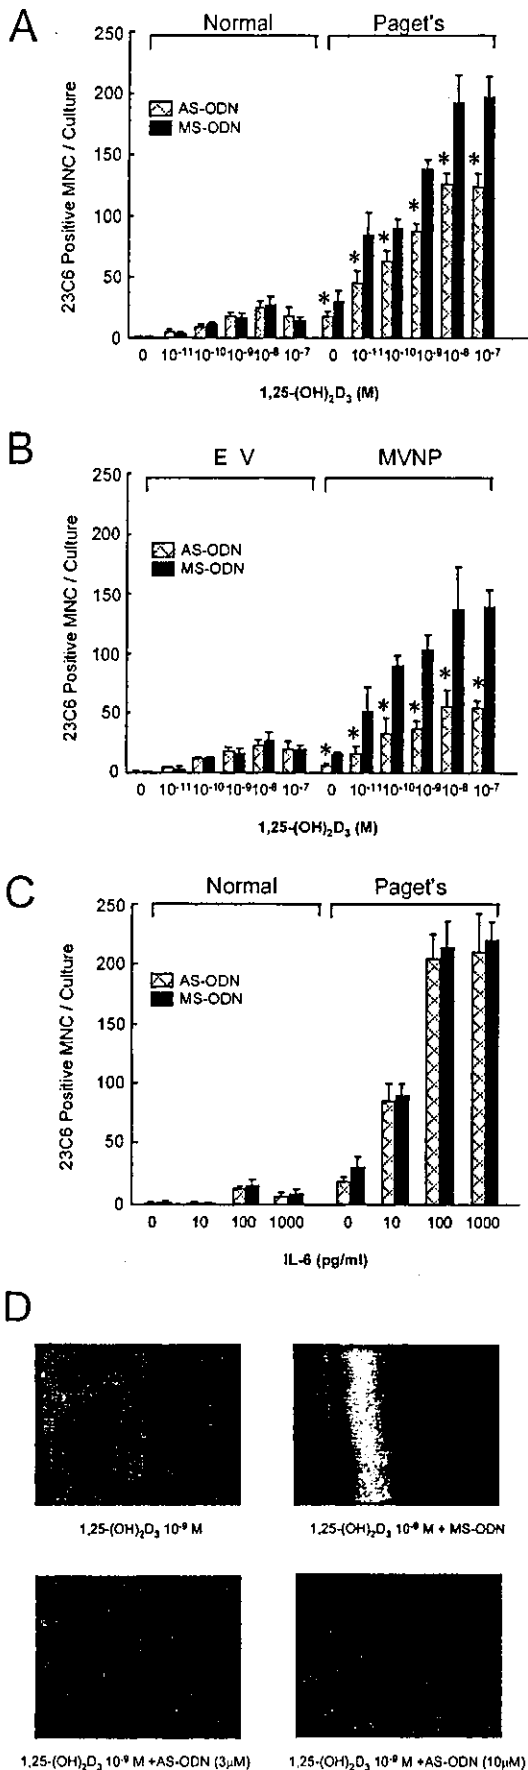 A
Normal Paget's
250
200
150
100
50
0
23C6 Positive MNC / Culture
AS-ODN
MS-ODN
* * * * * *
0 10-11 10-10 10-9 10-8 10-7 0 10-11 10-10 10-9 10-8 10-7
1,25-(OH)2D3 (M)
B
E V MVNP
250
200
150
100
50
0
23C6 Positive MNC / Culture
AS-ODN
MS-ODN
* * * * * *
0 10-11 10-10 10-9 10-8 10-7 0 10-11 10-10 10-9 10-8 10-7
1,25-(OH)2D3 (M)
C
Normal Paget's
250
200
150
100
50
0
23C6 Positive MNC / Culture
AS-ODN
MS-ODN
0 10 100 1000 0 10 100 1000
IL-6 (pg/ml)
D
1,25-(OH)2D3 10-9 M
1,25-(OH)2D3 10-9 M + MS-ODN
1,25-(OH)2D3 10-9 M +AS-ODN (3μM)
1,25-(OH)2D3 10-9 M +AS-ODN (10μM)